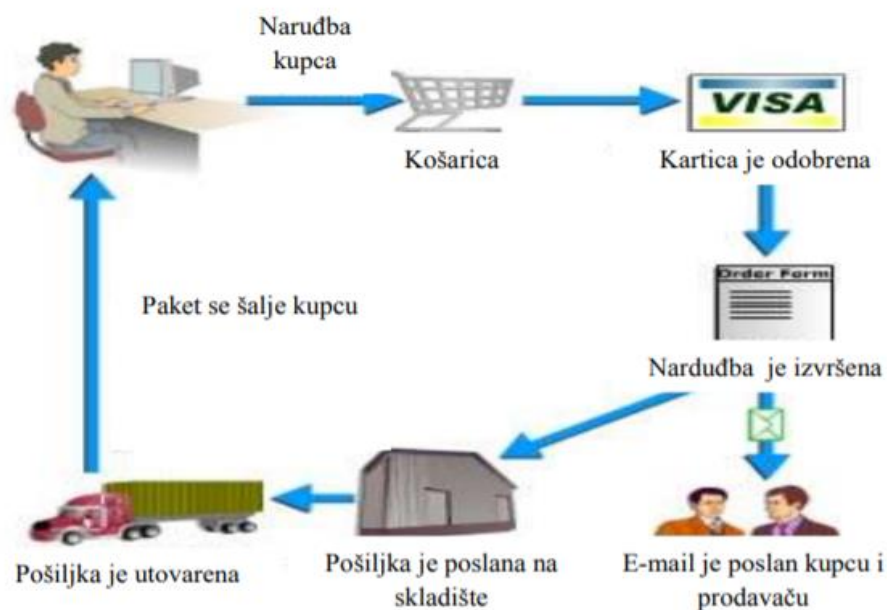 Naruđba
kupca
Košarica
VISA
Kartica je odobrena
Order Form
Narduđba je izvršena
Paket se šalje kupcu
Pošiljka je utovarena
Pošiljka je poslana na
skladište
E-mail je poslan kupcu i
prodavaču